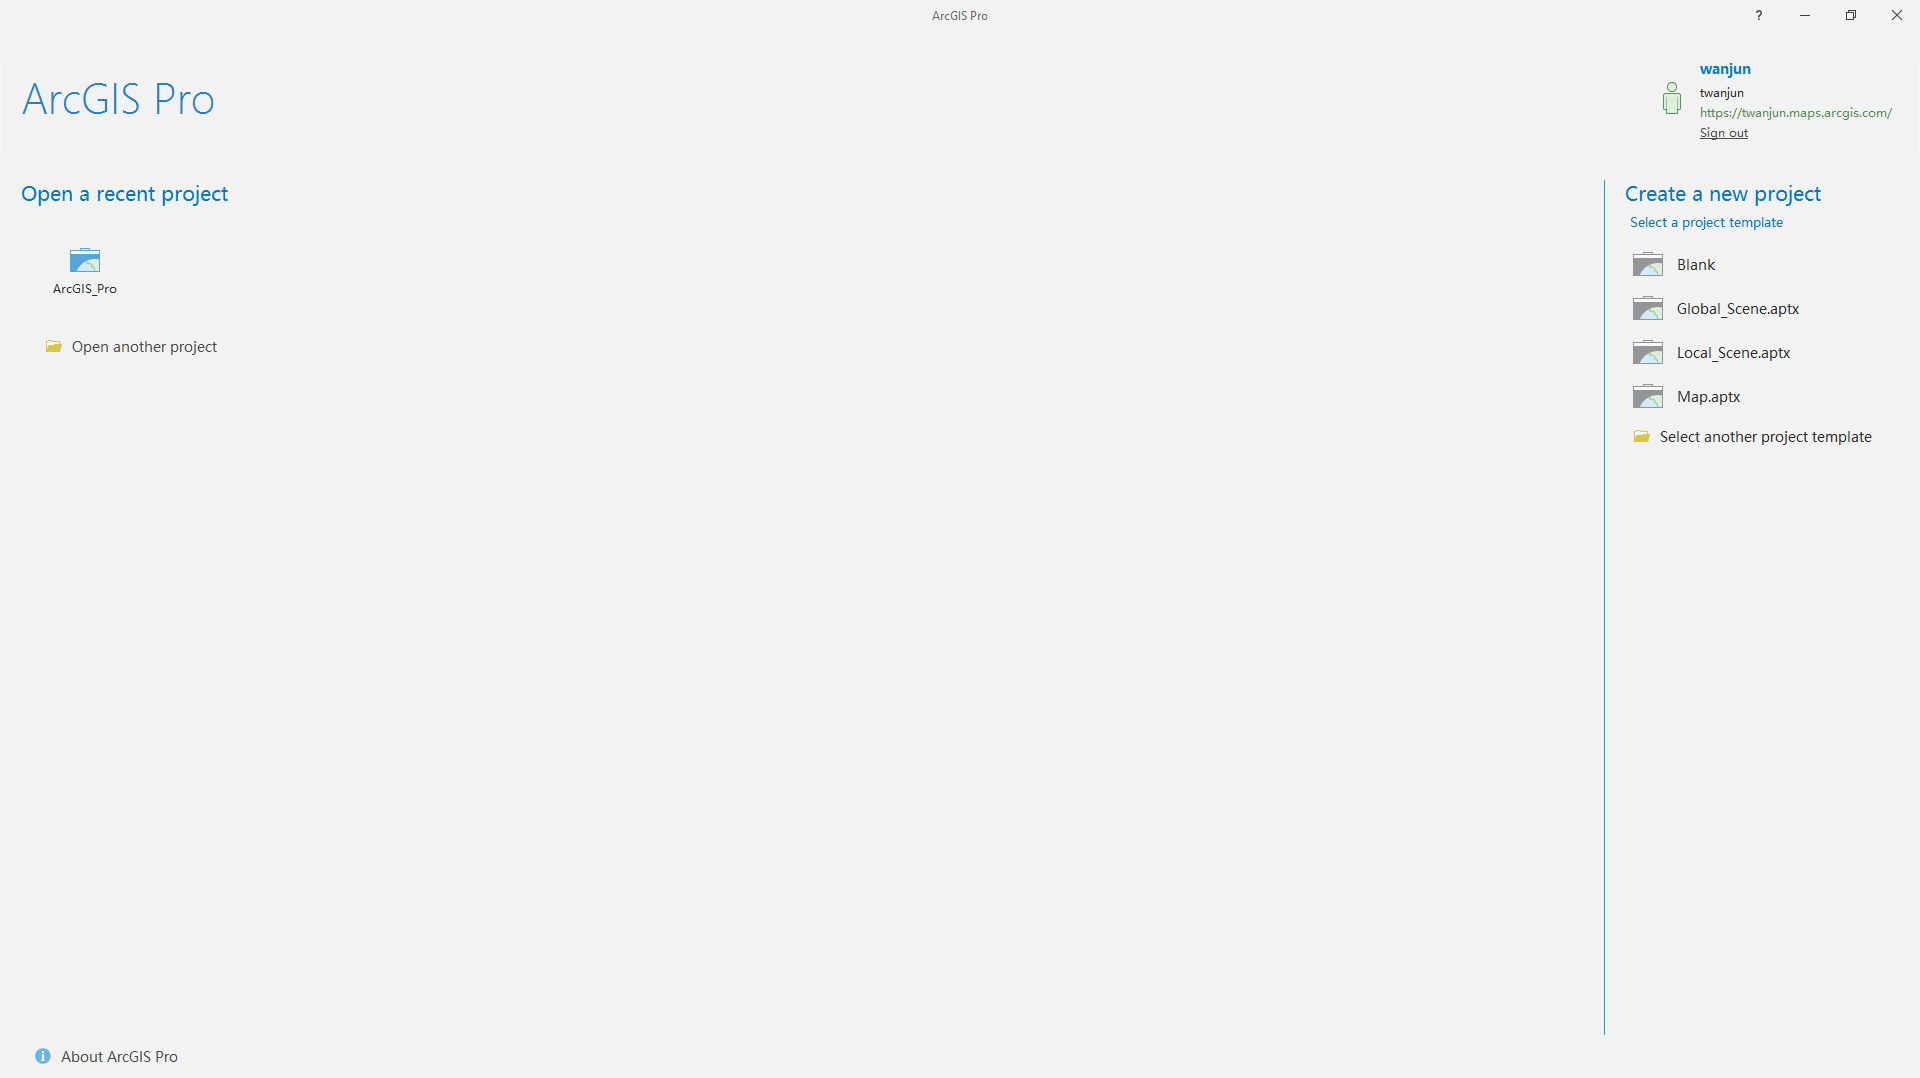 ArcGIS Pro
?
ArcGIS Pro
wanjun
twanjun
https://twanjun.maps.arcgis.com/
Sign out
Open a recent project
ArcGIS_Pro
Open another project
Create a new project
Select a project template
Blank
Global_Scene.aptx
Local_Scene.aptx
Map.aptx
Select another project template
About ArcGIS Pro